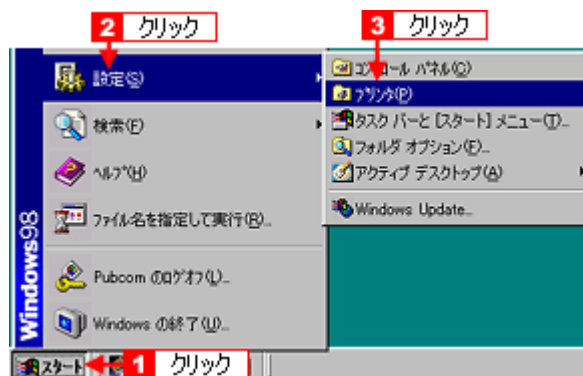 2 クリック
3 クリック
設定(S)
検索(F)
ヘルプ(H)
ファイル名を指定して実行(R)...
Pubcom のログオフ(L)...
Windows の終了(U)...
Windows98
コントロール パネル(C)
プリンタ(P)
タスク バーと [スタート] メニュー(T)...
フォルダ オプション(F)...
アクティブ デスクトップ(A)
Windows Update...
スタート
1 クリック